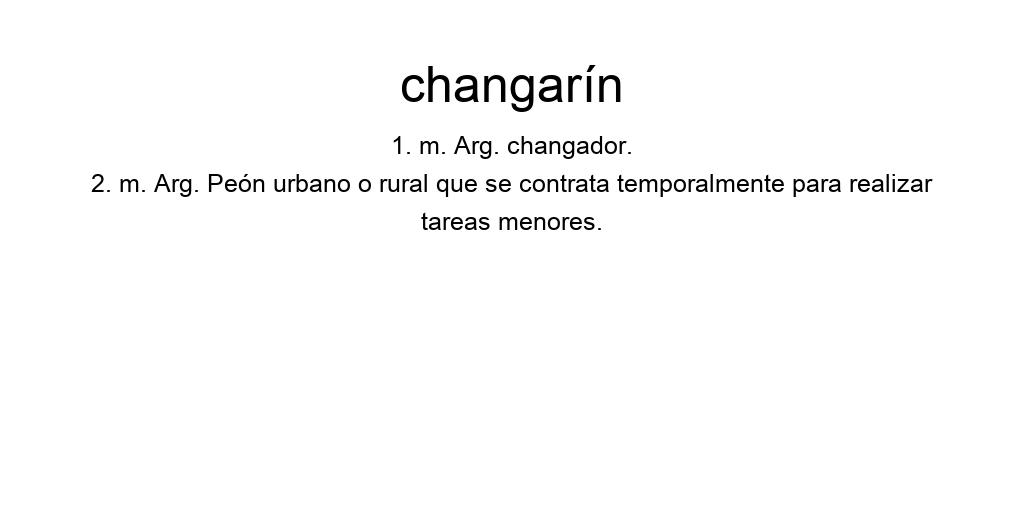 changarín
1. m. Arg. changador.
2. m. Arg. Peón urbano o rural que se contrata temporalmente para realizar
tareas menores.